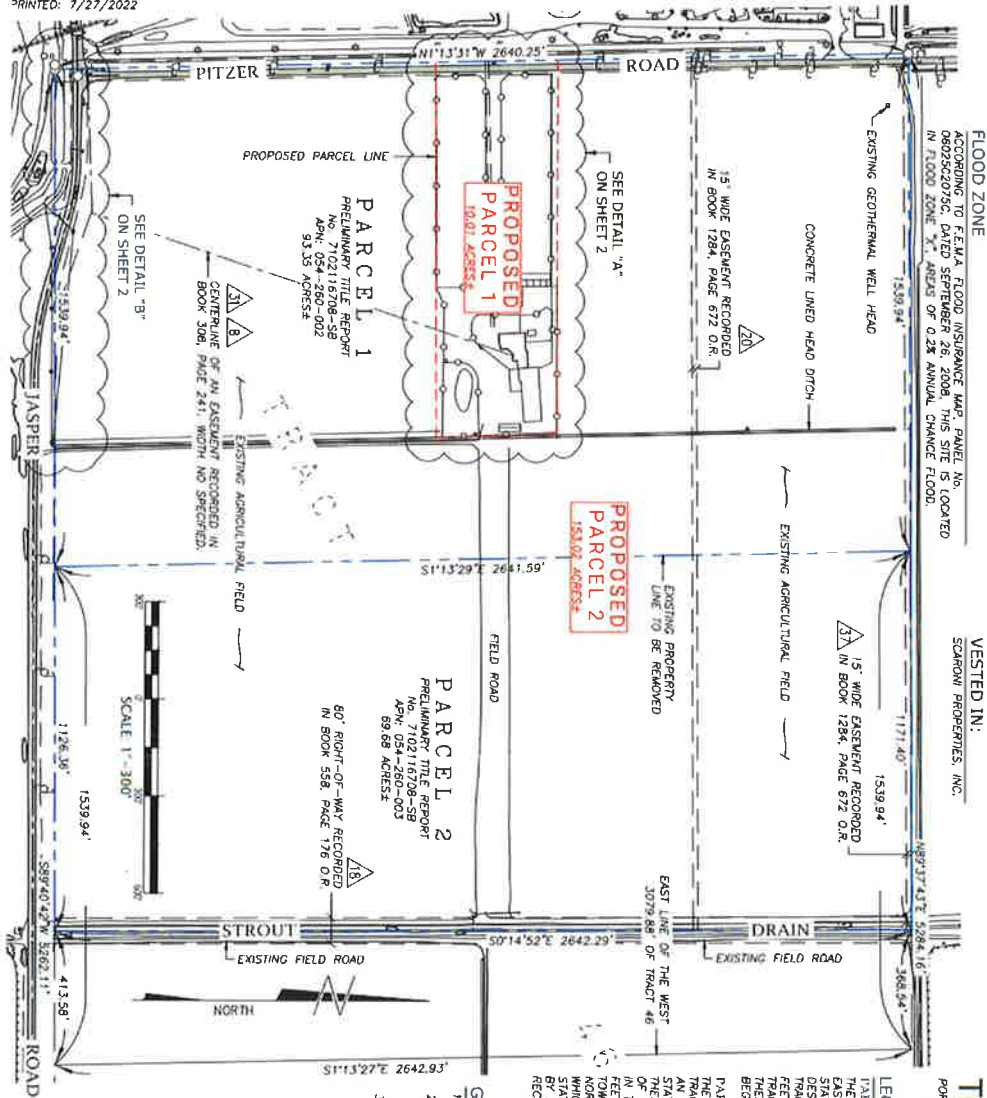 PRINTED: 7/27/2022
FLOOD ZONE
ACCORDING TO F.E.M.A. FLOOD INSURANCE MAP, PANEL No.
06025C2075C, DATED SEPTEMBER 26, 2008, THIS SITE IS LOCATED
IN FLOOD ZONE "X", AREAS OF 0.2% ANNUAL CHANCE FLOOD.
VESTED IN:
SCARONI PROPERTIES, INC.
N1°13'31"W 2640.25'
PITZER
ROAD
EXISTING GEOTHERMAL WELL HEAD
1539.94'
1171.40'
1539.94'
N89°37'43"E 5284.16'
368.54'
PROPOSED PARCEL LINE
SEE DETAIL "A"
ON SHEET 2
15' WIDE EASEMENT RECORDED
IN BOOK 1284, PAGE 672 O.R.
20
CONCRETE LINED HEAD DITCH
PROPOSED
PARCEL 1
10.01 ACRES±
PARCEL 1
PRELIMINARY TITLE REPORT
No. 7102116708-SB
APN: 054-260-002
93.35 ACRES±
SEE DETAIL "B"
ON SHEET 2
31
8
CENTERLINE OF AN EASEMENT RECORDED IN
BOOK 308, PAGE 241, WIDTH NO SPECIFIED.
EXISTING AGRICULTURAL FIELD
TRACT
1539.94'
JASPER
PROPOSED
PARCEL 2
153.02 ACRES±
EXISTING AGRICULTURAL FIELD
S1°13'29"E 2641.59'
EXISTING PROPERTY
LINE TO BE REMOVED
37
15' WIDE EASEMENT RECORDED
IN BOOK 1284, PAGE 672 O.R.
FIELD ROAD
300'
0
300'
600'
SCALE 1"=300'
PARCEL 2
PRELIMINARY TITLE REPORT
No. 7102116708-SB
APN: 054-260-003
69.68 ACRES±
18
80' RIGHT-OF-WAY RECORDED
IN BOOK 558, PAGE 176 O.R.
1126.36'
1539.94'
S89°40'42"W 5262.11'
413.58'
STROUT
DRAIN
S0°14'52"E 2642.29'
EXISTING FIELD ROAD
EXISTING FIELD ROAD
EAST LINE OF THE WEST
3079.88' OF TRACT 46
NORTH
46
S1°13'27"E 2642.93'
ROAD